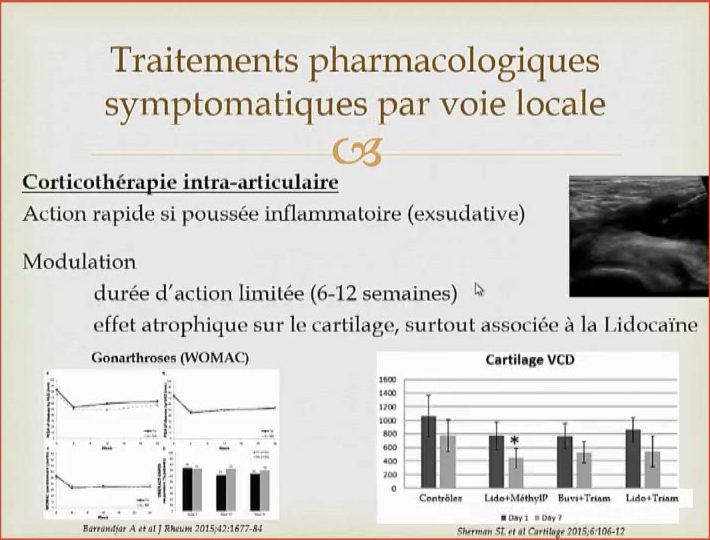 Traitements pharmacologiques
symptomatiques par voie locale
Corticothérapie intra-articulaire
Action rapide si poussée inflammatoire (exsudative)
Modulation
durée d'action limitée (6-12 semaines)
effet atrophique sur le cartilage, surtout associée à la Lidocaïne
Gonarthroses (WOMAC)
Barrandjar A et al J Rheum 2015;42:1677-84
Cartilage VCD
1600
1400
1200
1000
800
600
400
200
0
Contrôles Lido+MéthylP Buvi+Triam Lido+Triam
*
Day 1 Day 7
Sherman SL et al Cartilage 2015;6:106-12